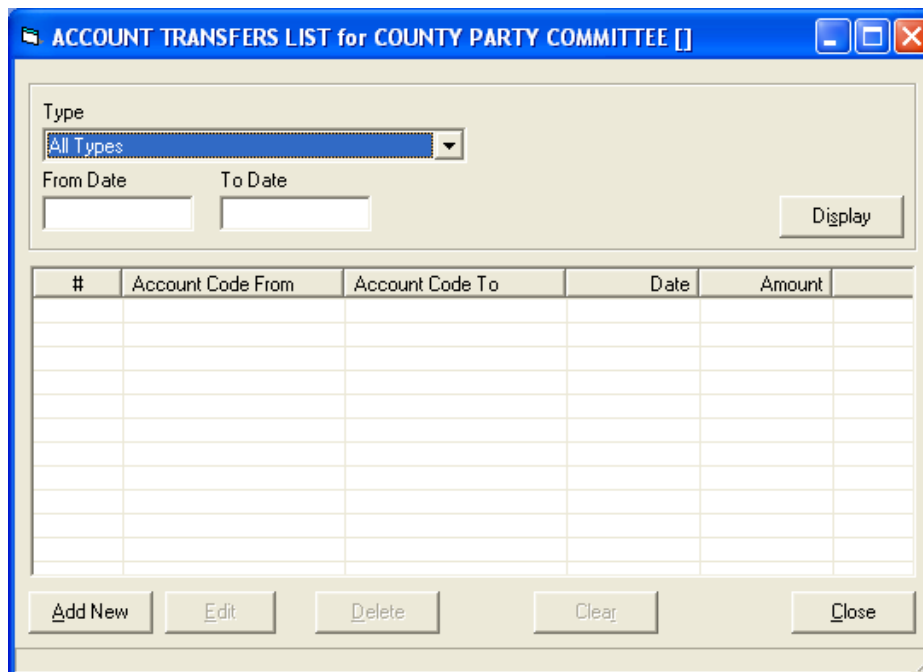 ACCOUNT TRANSFERS LIST for COUNTY PARTY COMMITTEE []
Type
All Types
From Date To Date
Display
# Account Code From Account Code To Date Amount
Add New Edit Delete Clear Close